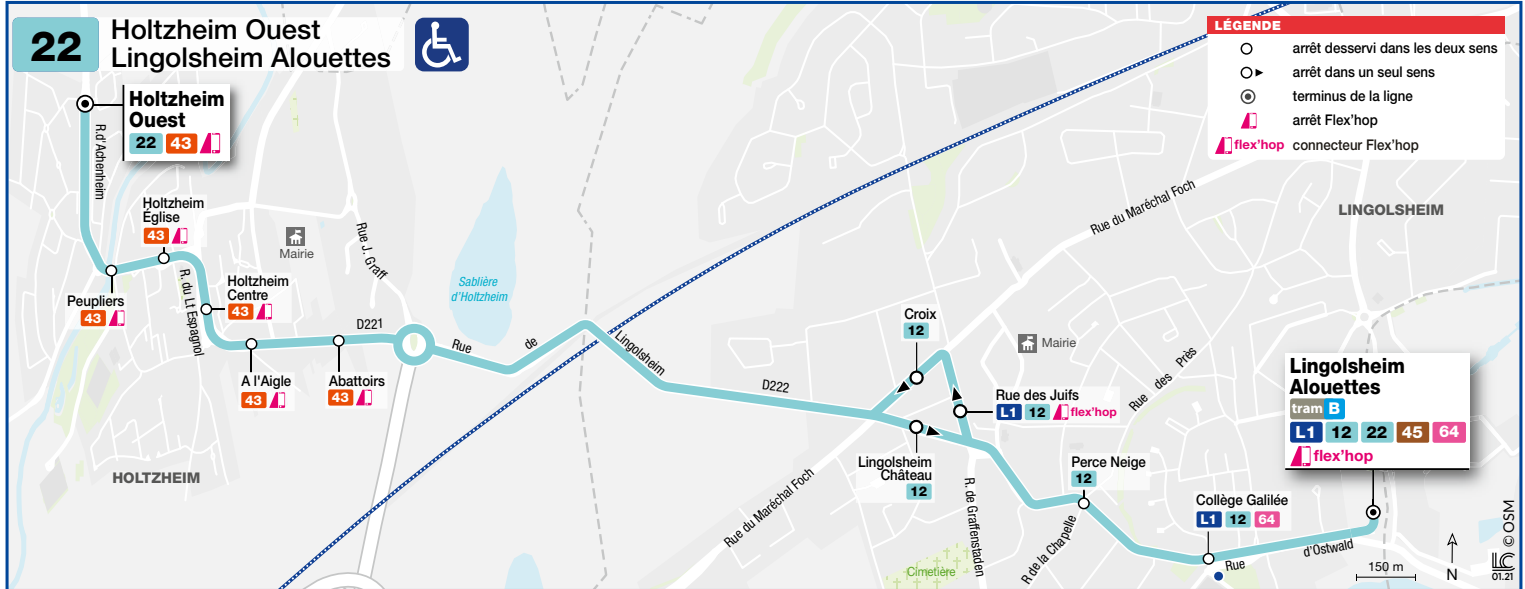 22
Holtzheim Ouest
Lingolsheim Alouettes
LÉGENDE
arrêt desservi dans les deux sens
arrêt dans un seul sens
terminus de la ligne
arrêt Flex'hop
flex'hop connecteur Flex'hop
Holtzheim
Ouest
22 43
R.d'Achenheim
Holtzheim
Église
43
Mairie
Rue J. Graff
Peupliers
43
R. du Lt Espagnol
Holtzheim
Centre
43
Sablière
d'Holtzheim
D221
A l'Aigle
43
Abattoirs
43
Rue de Lingolsheim
HOLTZHEIM
D222
Rue du Maréchal Foch
LINGOLSHEIM
Croix
12
Mairie
Rue des Juifs
L1 12 flex'hop
Rue des Près
Lingolsheim
Château
12
Rue du Maréchal Foch
R. de Graffenstaden
Cimetière
Perce Neige
12
R de la Chapelle
Collège Galilée
L1 12 64
Rue d'Ostwald
Lingolsheim
Alouettes
tram B
L1 12 22 45 64
flex'hop
150 m
N
© OSM
LC
01.21